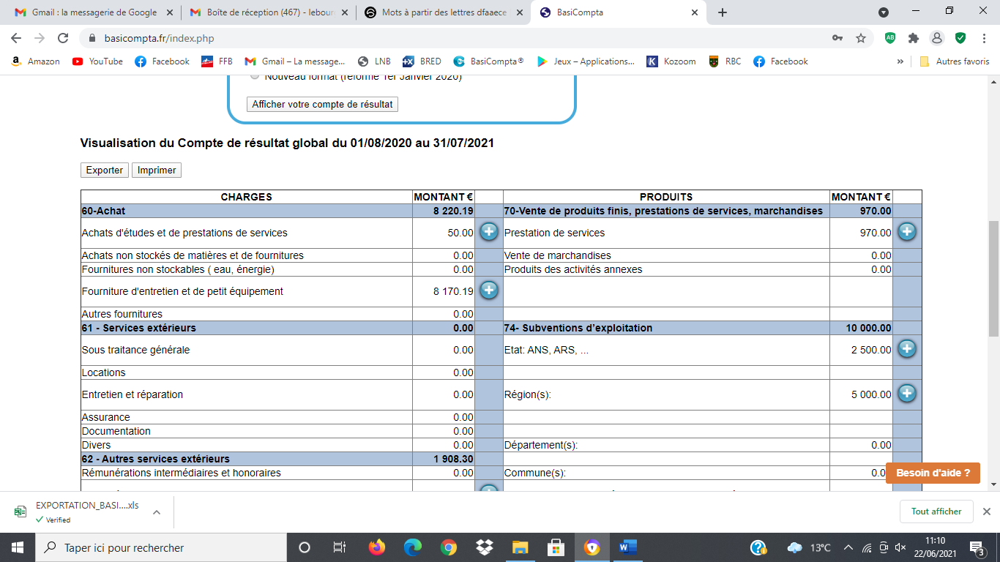 Gmail : la messagerie de Google
Boîte de réception (467) - lebour
Mots à partir des lettres dfaaece
BasiCompta
basicompta.fr/index.php
Amazon YouTube Facebook FFB Gmail – La message... LNB BRED BasiCompta® Jeux – Applications... Kozoom RBC Facebook » Autres favoris
Nouveau format (réforme 1er Janvier 2020)
Afficher votre compte de résultat
Visualisation du Compte de résultat global du 01/08/2020 au 31/07/2021
Exporter Imprimer
CHARGES MONTANT € PRODUITS MONTANT €
60-Achat 8 220.19 70-Vente de produits finis, prestations de services, marchandises 970.00
Achats d'études et de prestations de services 50.00 Prestation de services 970.00
Achats non stockés de matières et de fournitures 0.00 Vente de marchandises 0.00
Fournitures non stockables ( eau, énergie) 0.00 Produits des activités annexes 0.00
Fourniture d'entretien et de petit équipement 8 170.19
Autres fournitures 0.00
61 - Services extérieurs 0.00 74- Subventions d'exploitation 10 000.00
Sous traitance générale 0.00 Etat: ANS, ARS, ... 2 500.00
Locations 0.00
Entretien et réparation 0.00 Région(s): 5 000.00
Assurance 0.00
Documentation 0.00
Divers 0.00 Département(s): 0.00
62 - Autres services extérieurs 1 908.30
Rémunérations intermédiaires et honoraires 0.00 Commune(s):
Besoin d'aide ?
EXPORTATION_BASI....xls
Verified
Tout afficher
Taper ici pour rechercher
13°C
11:10
22/06/2021
3